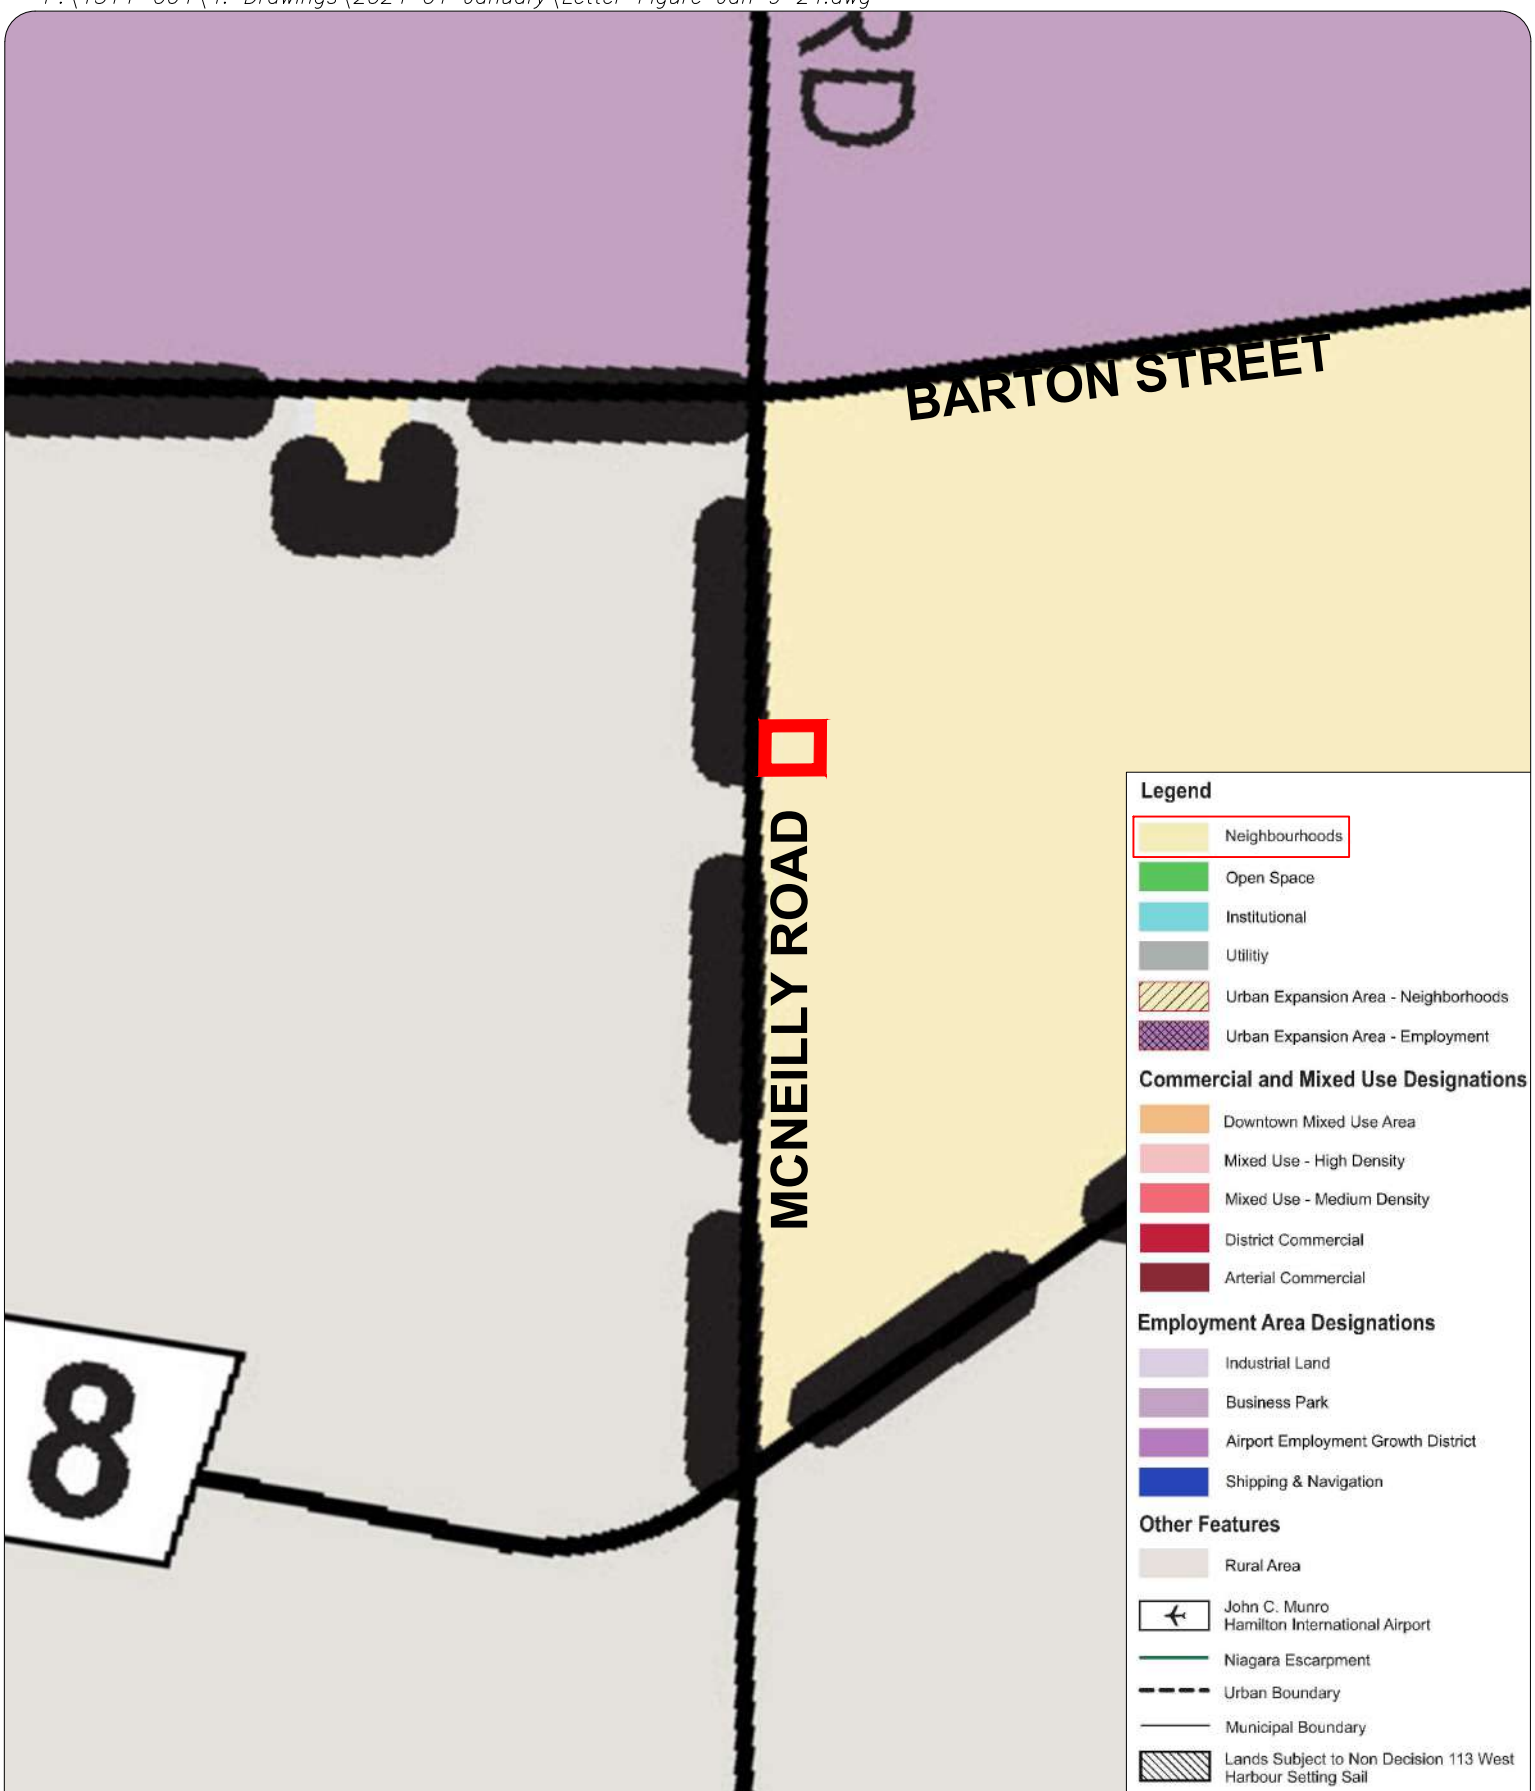 RD
BARTON STREET
MCNEILLY ROAD
8
Legend
Neighbourhoods
Open Space
Institutional
Utilitiy
Urban Expansion Area - Neighborhoods
Urban Expansion Area - Employment
Commercial and Mixed Use Designations
Downtown Mixed Use Area
Mixed Use - High Density
Mixed Use - Medium Density
District Commercial
Arterial Commercial
Employment Area Designations
Industrial Land
Business Park
Airport Employment Growth District
Shipping & Navigation
Other Features
Rural Area
John C. Munro
Hamilton International Airport
Niagara Escarpment
Urban Boundary
Municipal Boundary
Lands Subject to Non Decision 113 West
Harbour Setting Sail